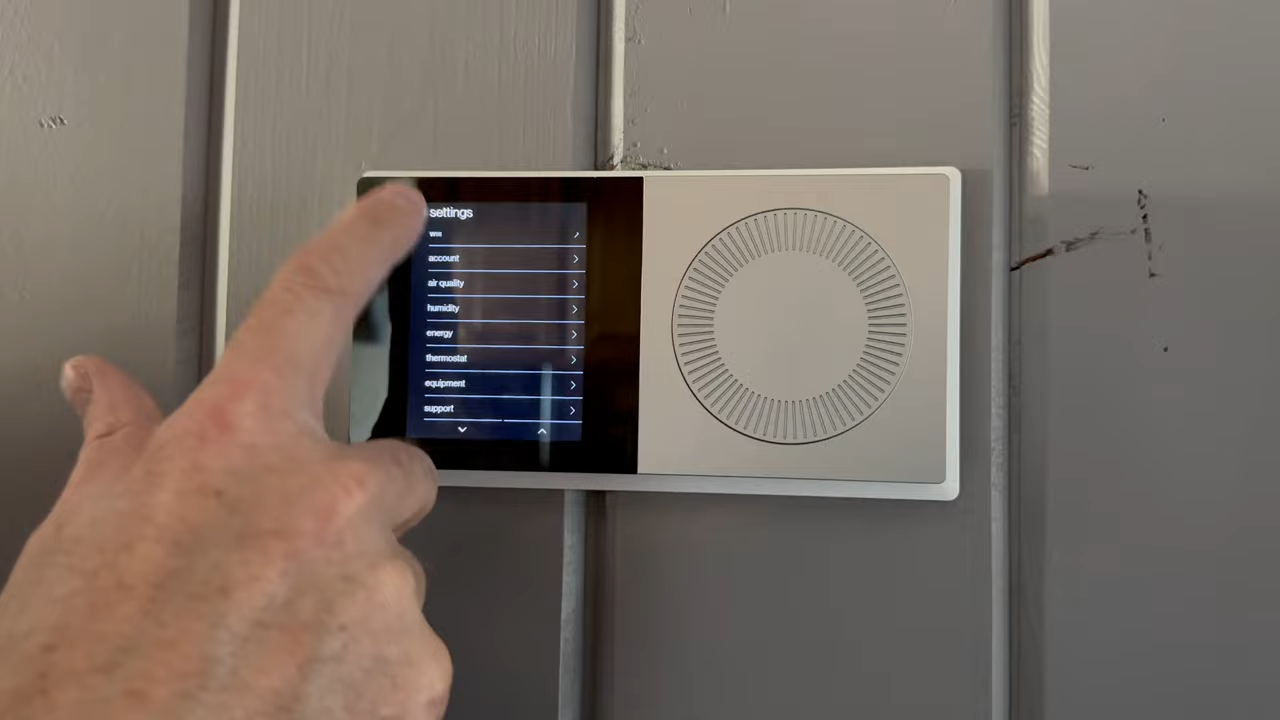 settings
account
air quality
humidity
energy
thermostat
equipment
support